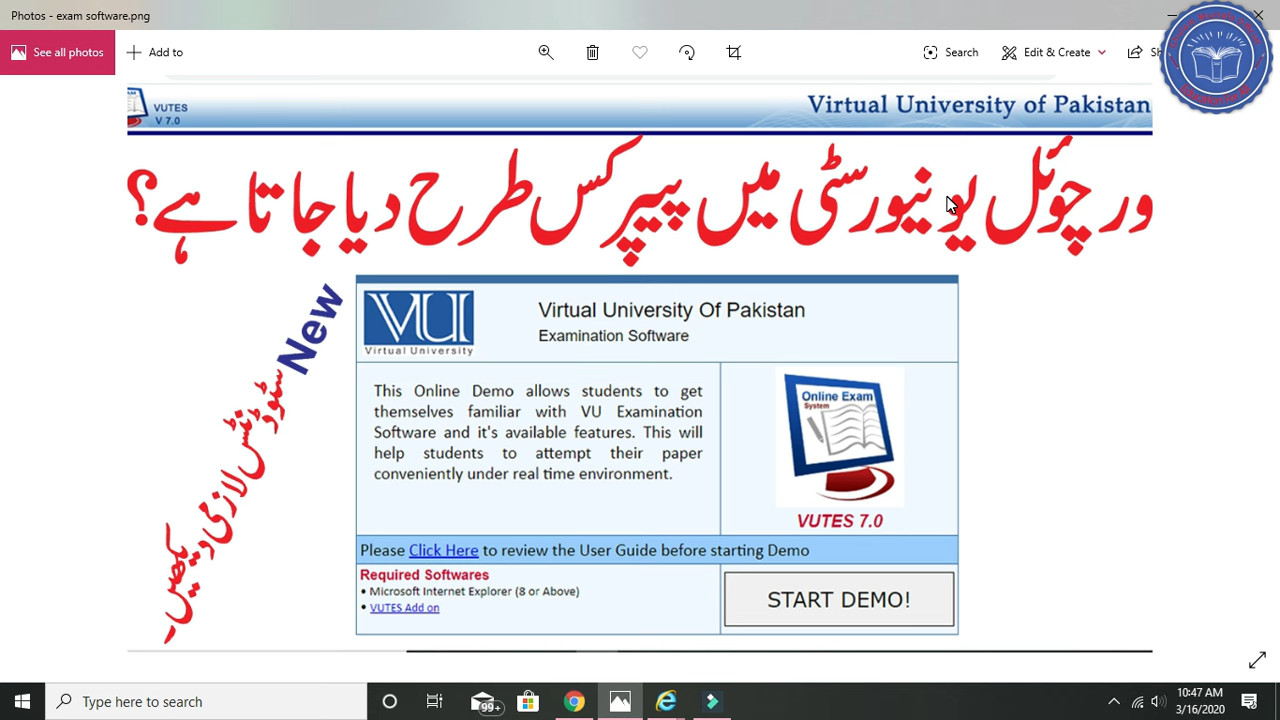 Photos - exam software.png
See all photos
Add to
Search
Edit & Create
VUTES
V 7.0
Virtual University of Pakistan
ورچوئل یونیورسٹی میں پیپر کس طرح دیا جاتا ہے؟
New سٹوڈنٹس لازمی دیکھیں۔
VU
Virtual University
Virtual University Of Pakistan
Examination Software
This Online Demo allows students to get
themselves familiar with VU Examination
Software and it's available features. This will
help students to attempt their paper
conveniently under real time environment.
Online Exam
System
VUTES 7.0
Please Click Here to review the User Guide before starting Demo
Required Softwares
• Microsoft Internet Explorer (8 or Above)
• VUTES Add on
START DEMO!
Type here to search
99+
10:47 AM
3/16/2020